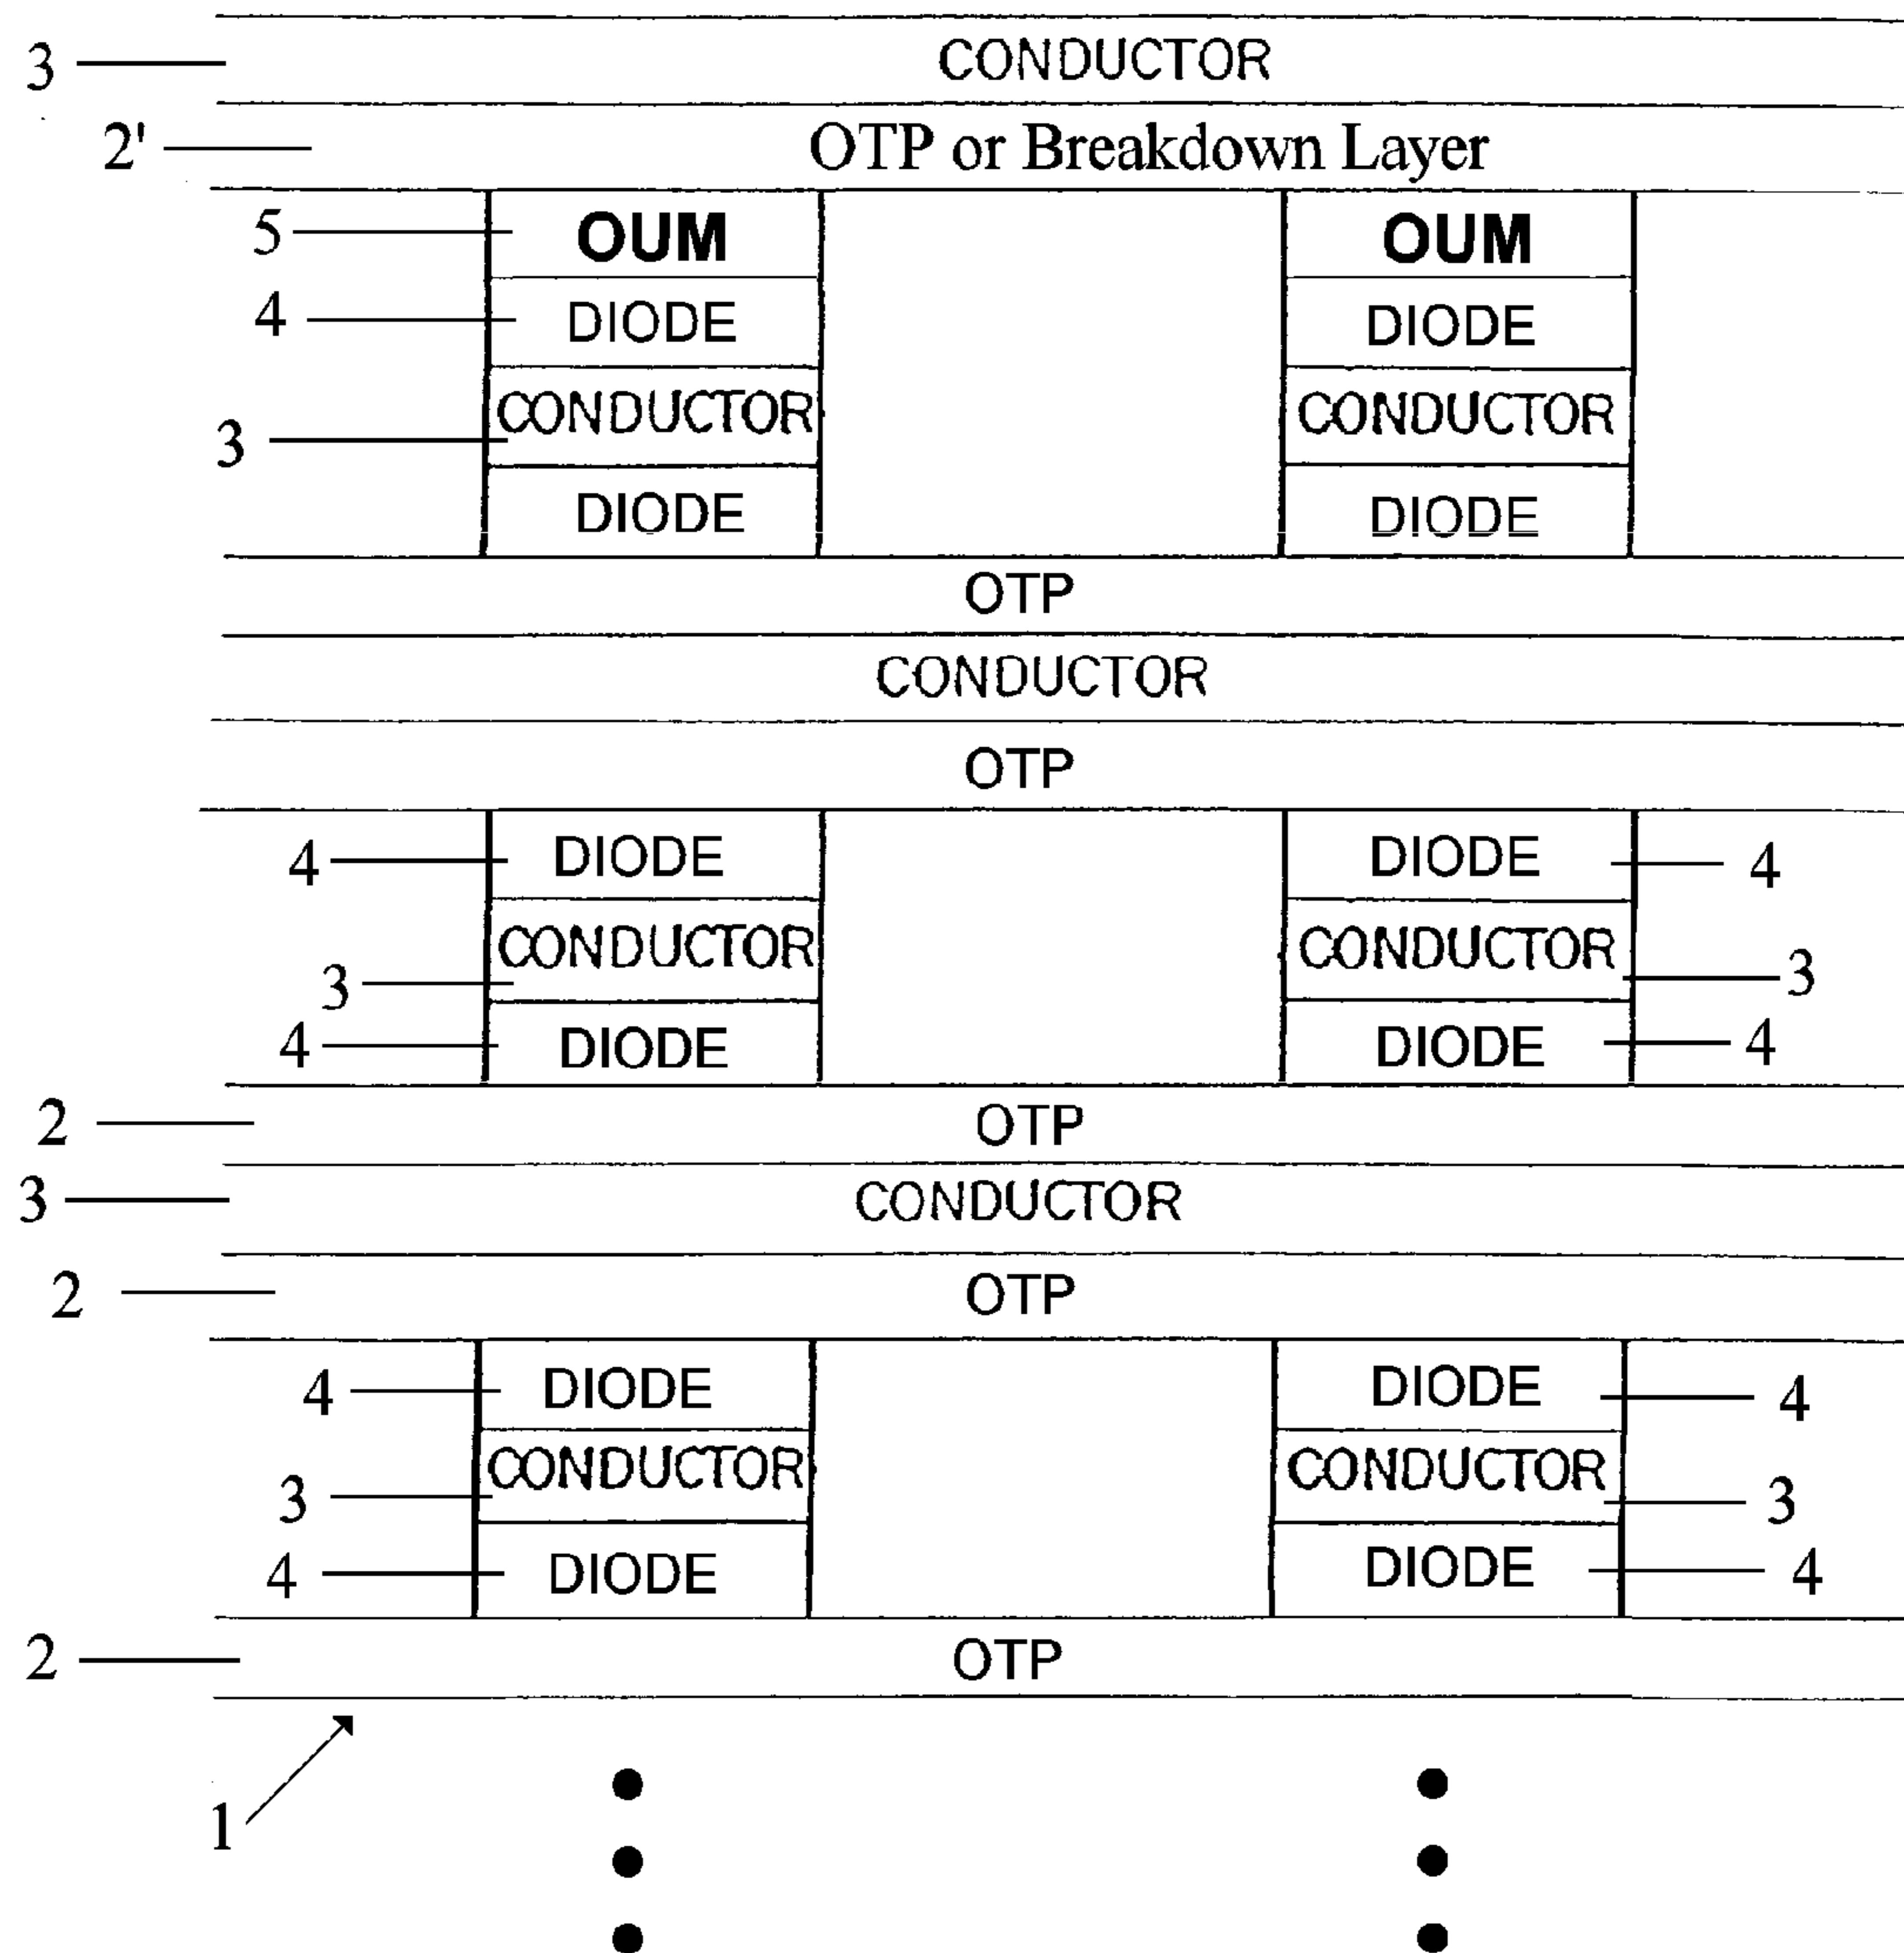 3 CONDUCTOR
2' OTP or Breakdown Layer
5 OUM OUM
4 DIODE DIODE
CONDUCTOR CONDUCTOR
3
DIODE DIODE
OTP
CONDUCTOR
OTP
4 DIODE DIODE 4
CONDUCTOR CONDUCTOR
3 3
4 DIODE DIODE 4
2 OTP
3 CONDUCTOR
2 OTP
4 DIODE DIODE 4
CONDUCTOR CONDUCTOR
3 3
4 DIODE DIODE 4
2 OTP
1